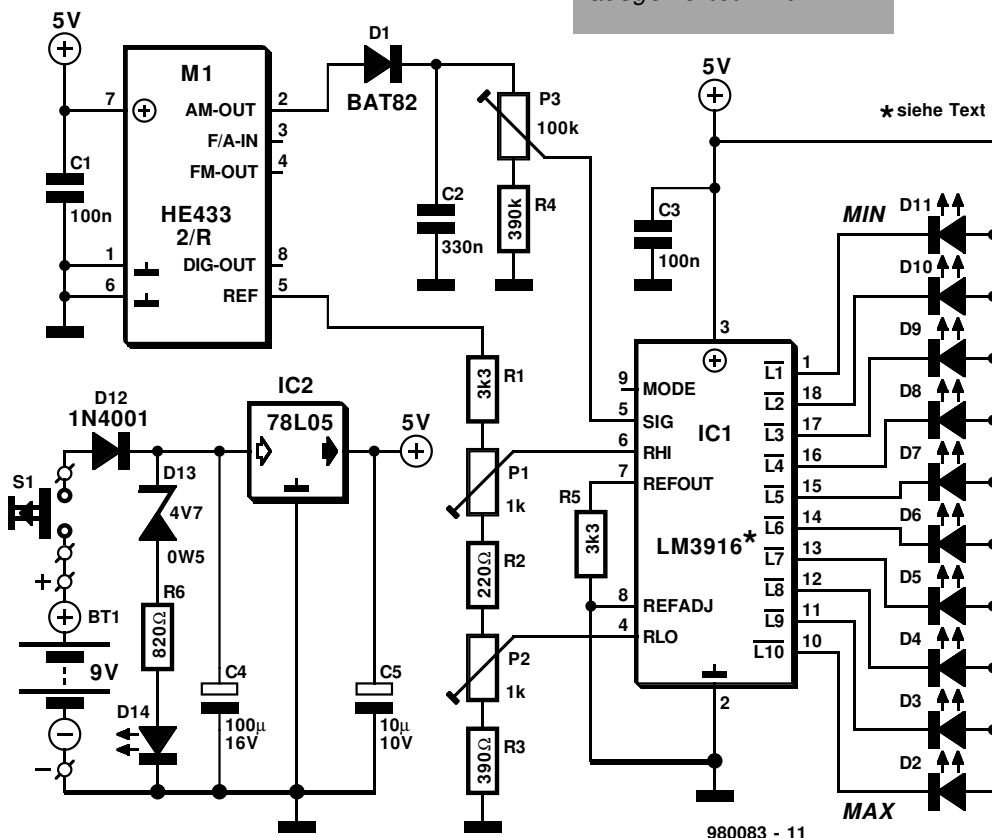 5V
M1
7
AM-OUT
2
F/A-IN
3
FM-OUT
4
HE433
2/R
1
DIG-OUT
8
6
REF
5
C1
100n
D1
BAT82
C2
330n
P3
100k
R4
390k
5V
* siehe Text
C3
100n
3
MIN
D11
D10
D9
D8
D7
D6
D5
D4
D3
D2
MAX
9
MODE
5
SIG
6
RHI
7
REFOUT
IC1
LM3916*
8
REFADJ
4
RLO
2
L1
1
L2
18
L3
17
L4
16
L5
15
L6
14
L7
13
L8
12
L9
11
L10
10
R5
3k3
R1
3k3
P1
1k
R2
220Ω
P2
1k
R3
390Ω
IC2
78L05
5V
D12
1N4001
S1
D13
4V7
0W5
R6
820Ω
+
BT1
9V
–
D14
C4
100µ
16V
C5
10µ
10V
980083 - 11